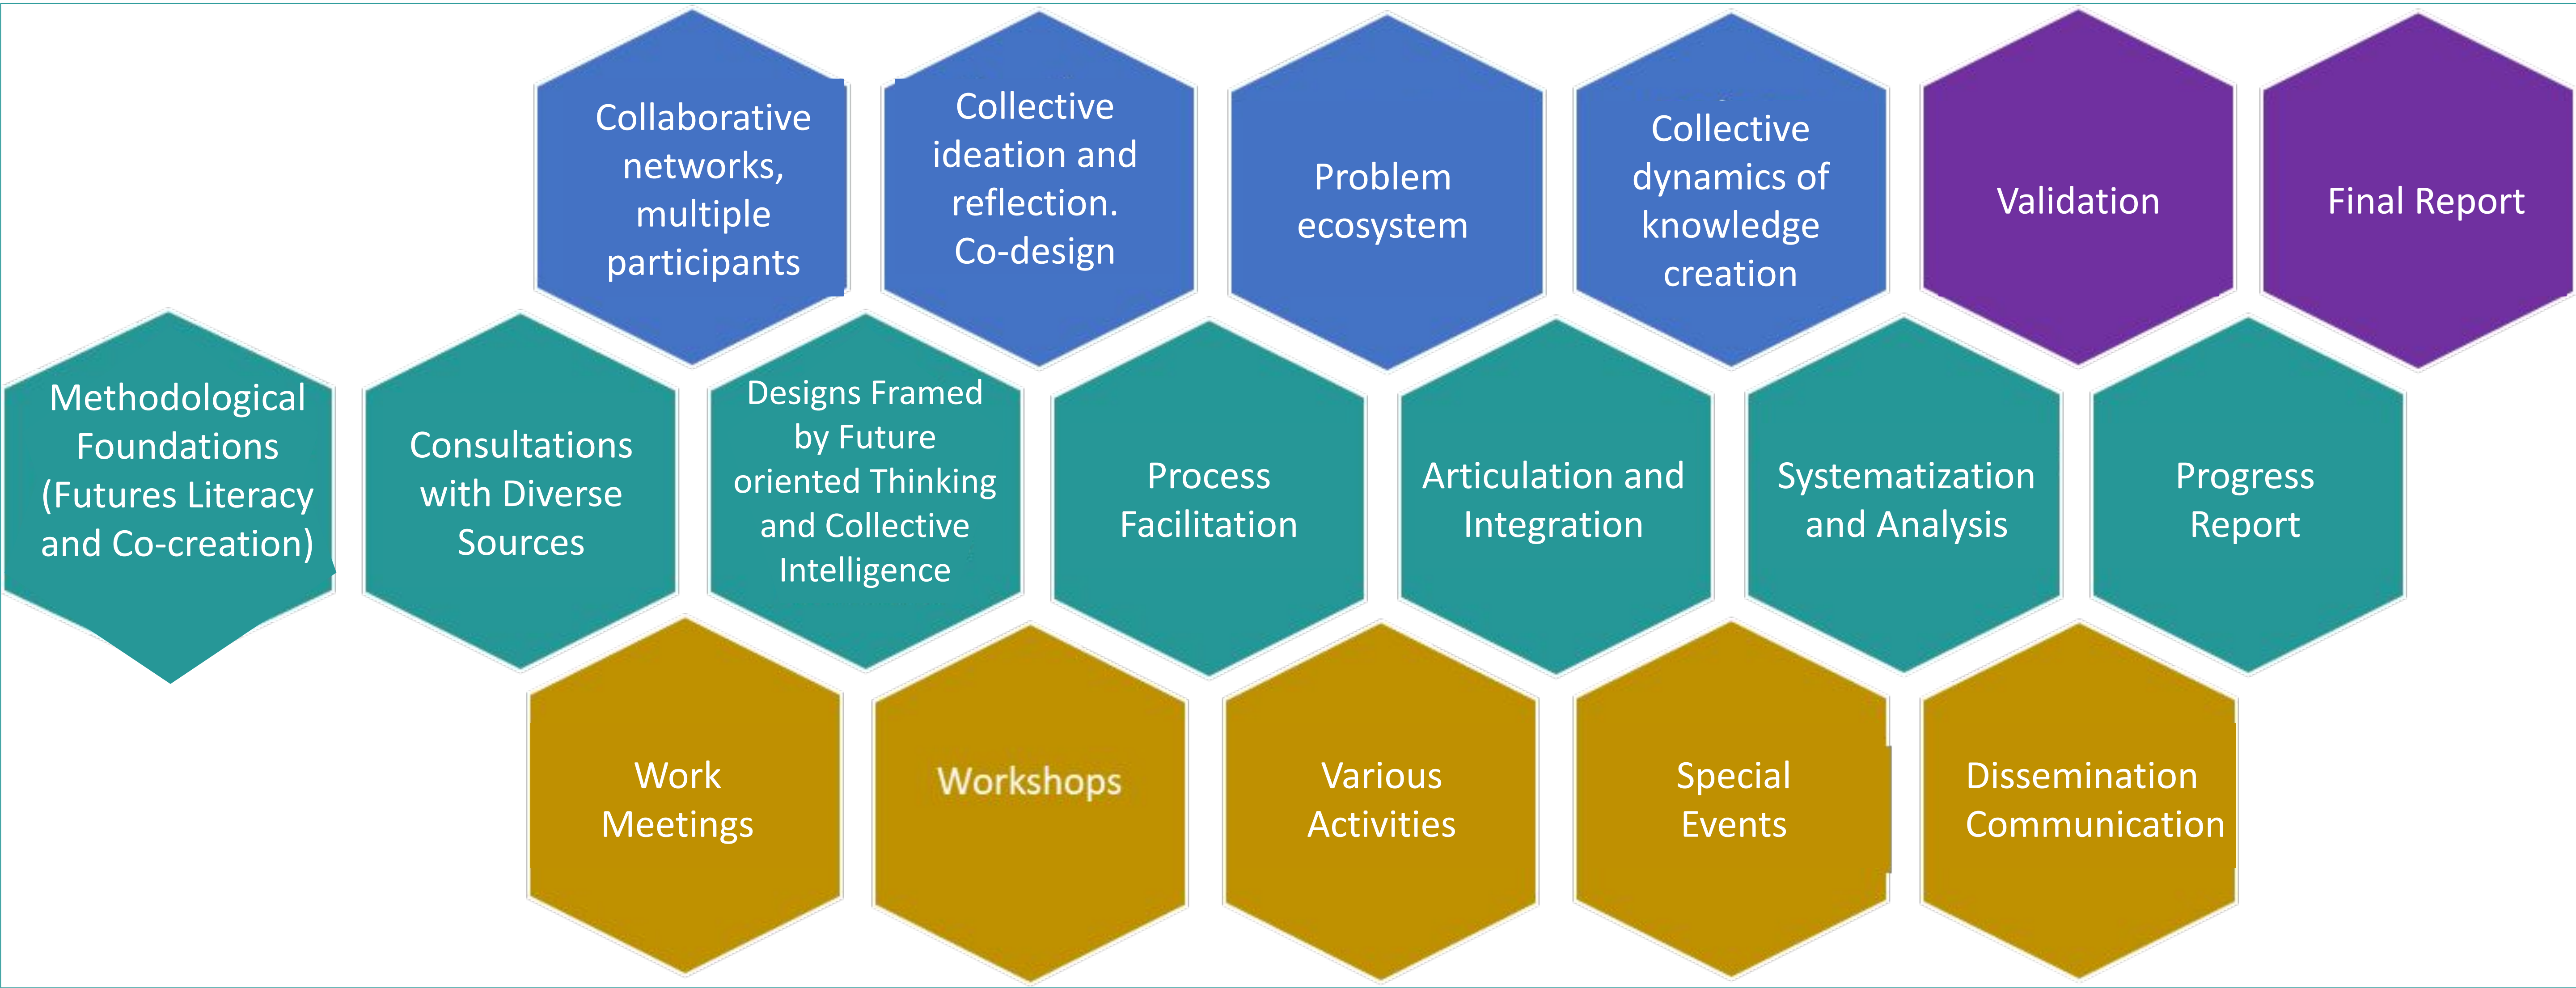 Collaborative
networks,
multiple
participants
Collective
ideation and
reflection.
Co-design
Problem
ecosystem
Collective
dynamics of
knowledge
creation
Validation
Final Report
Methodological
Foundations
(Futures Literacy
and Co-creation)
Consultations
with Diverse
Sources
Designs Framed
by Future
oriented Thinking
and Collective
Intelligence
Process
Facilitation
Articulation and
Integration
Systematization
and Analysis
Progress
Report
Work
Meetings
Workshops
Various
Activities
Special
Events
Dissemination
Communication